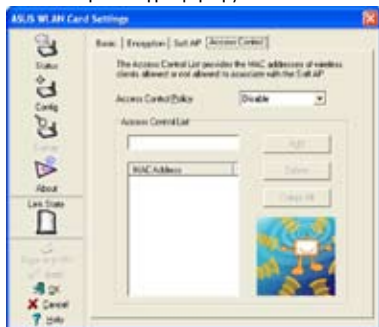 ASUS WLAN Card Settings
Basic Encryption Soft AP Access Control
The Access Control List provides the MAC addresses of wireless
clients allowed or not allowed to associate with the Soft AP.
Access Control Policy Disable
Access Control List
MAC Address
Add
Delete
Status
Config
About
Link State
OK
Cancel
Help